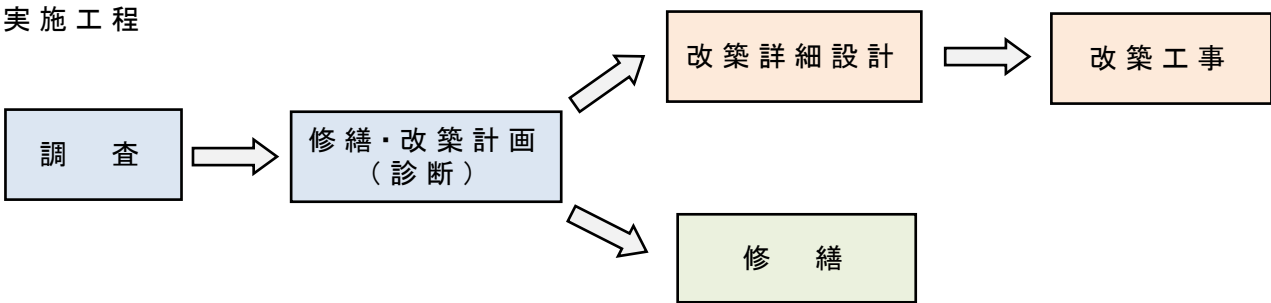 実施工程
調　査
修繕・改築計画
（診断）
改築詳細設計
改築工事
修　繕